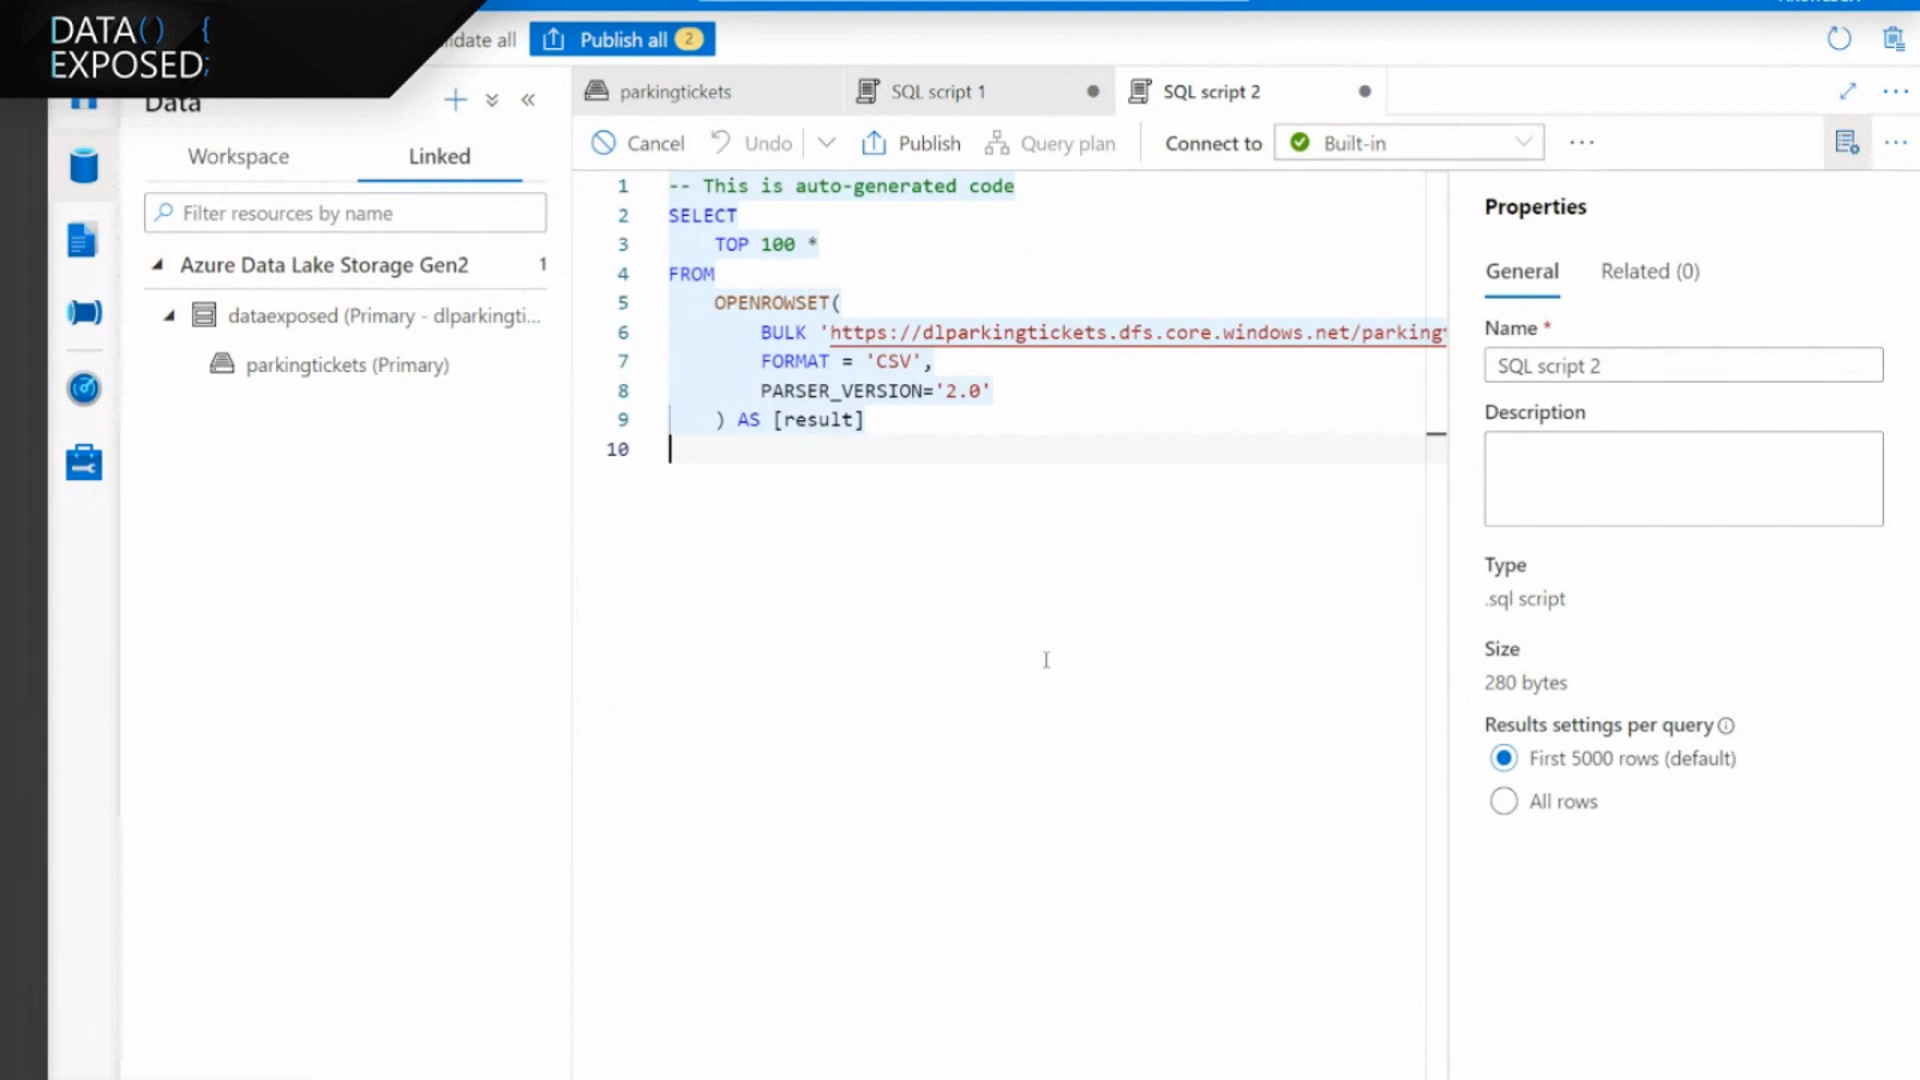 DATA() {
EXPOSED;
idate all
Publish all 2
Data
Workspace
Linked
Filter resources by name
Azure Data Lake Storage Gen2 1
dataexposed (Primary - dlparkingti...
parkingtickets (Primary)
parkingtickets
SQL script 1
SQL script 2
Cancel
Undo
Publish
Query plan
Connect to
Built-in
1 -- This is auto-generated code
2 SELECT
3 TOP 100 *
4 FROM
5 OPENROWSET(
6 BULK 'https://dlparkingtickets.dfs.core.windows.net/parking
7 FORMAT = 'CSV',
8 PARSER_VERSION='2.0'
9 ) AS [result]
10
Properties
General
Related (0)
Name *
SQL script 2
Description
Type
.sql script
Size
280 bytes
Results settings per query
First 5000 rows (default)
All rows